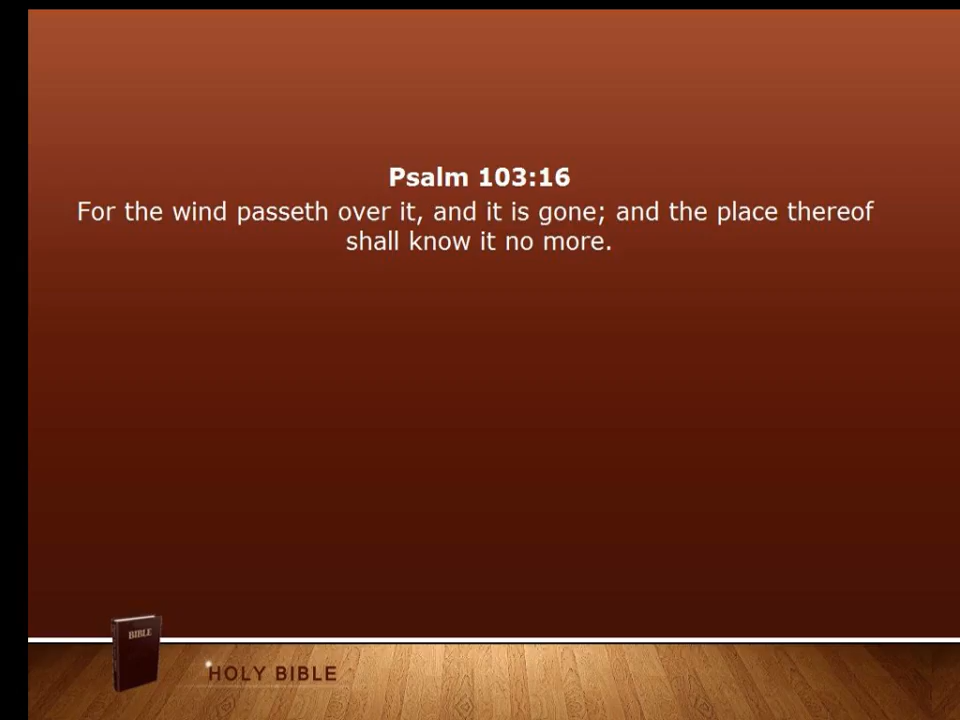 Psalm 103:16
For the wind passeth over it, and it is gone; and the place thereof
shall know it no more.
BIBLE
HOLY BIBLE